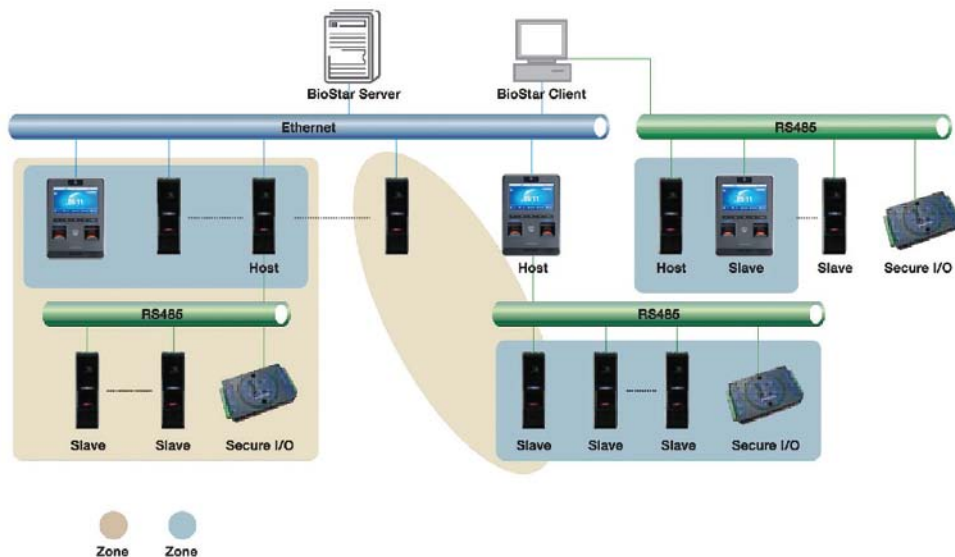 BioStar Server
BioStar Client
Ethernet
RS485
Host
Host
Host
Slave
Slave
Secure I/O
RS485
RS485
Slave
Slave
Secure I/O
Slave
Slave
Slave
Secure I/O
Zone
Zone